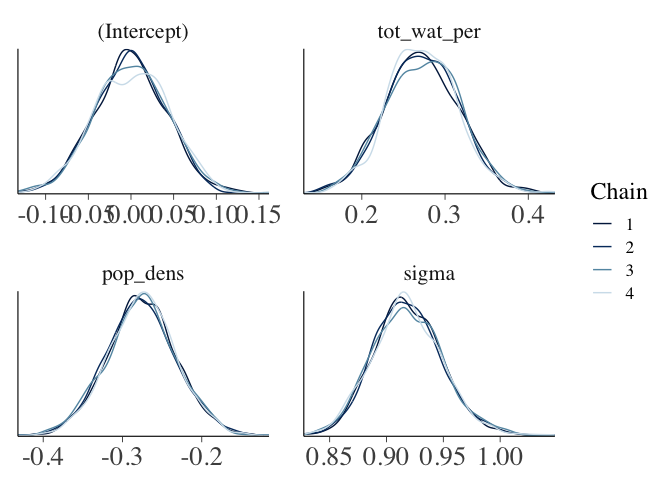 (Intercept)
tot_wat_per
-0.10 -0.05 0.00 0.05 0.10 0.15
0.2 0.3 0.4
Chain
1
2
3
4
pop_dens
sigma
-0.4 -0.3 -0.2
0.85 0.90 0.95 1.00